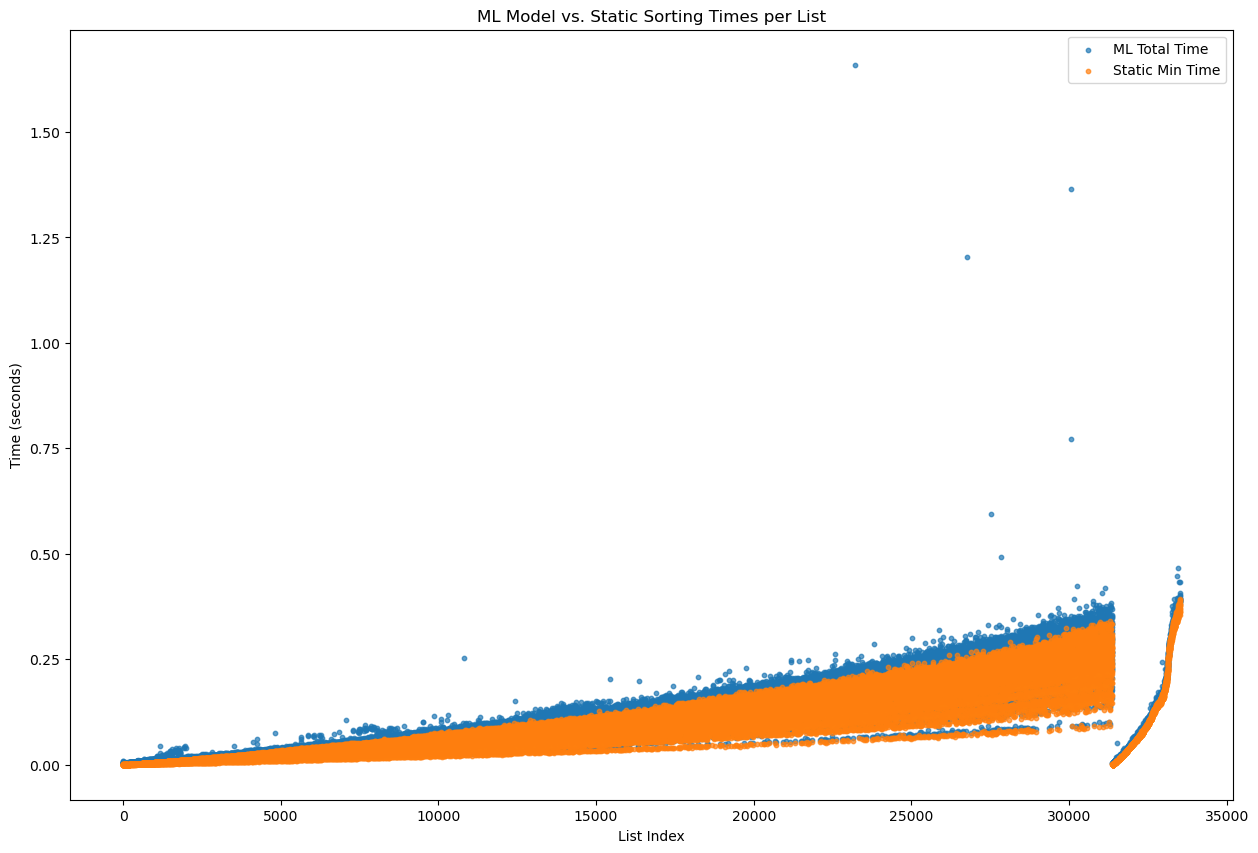 ML Model vs. Static Sorting Times per List
ML Total Time
Static Min Time
1.50
1.25
1.00
0.75
0.50
0.25
0.00
Time (seconds)
0 5000 10000 15000 20000 25000 30000 35000
List Index